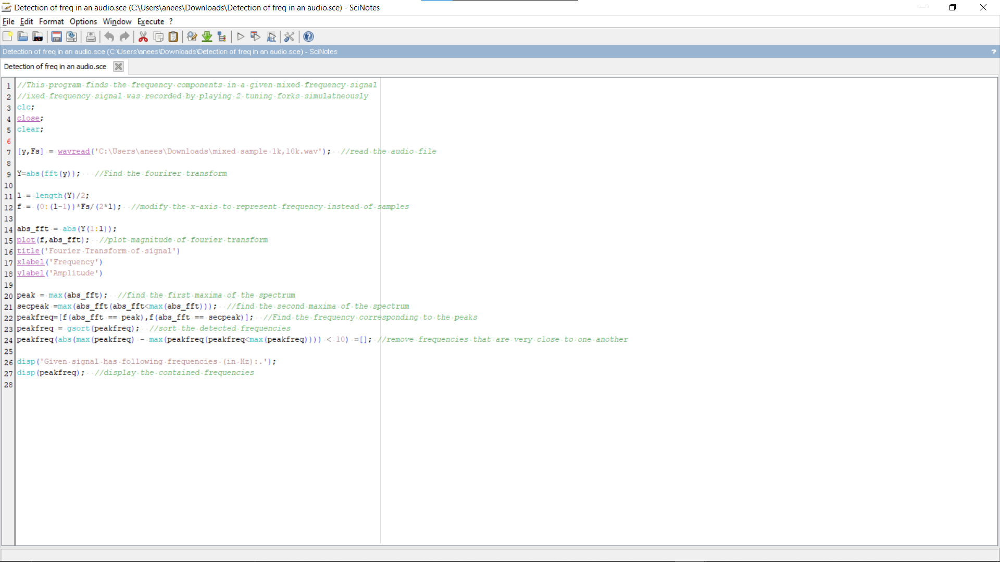 Detection of freq in an audio.sce (C:\Users\anees\Downloads\Detection of freq in an audio.sce) - SciNotes
File Edit Format Options Window Execute ?
Detection of freq in an audio.sce (C:\Users\anees\Downloads\Detection of freq in an audio.sce) - SciNotes ?
Detection of freq in an audio.sce
1 //This program finds the frequency components in a given mixed frequency signal
2 //ixed frequency signal was recorded by playing 2 tuning forks simulatneously
3 clc;
4 close;
5 clear;
6
7 [y,Fs] = wavread('C:\Users\anees\Downloads\mixed sample 1k,10k.wav');  //read the audio file
8
9 Y=abs(fft(y));   //Find the fourirer transform
10
11 l = length(Y)/2;
12 f = (0:(l-1))*Fs/(2*l);  //modify the x-axis to represent frequency instead of samples
13
14 abs_fft = abs(Y(1:l));
15 plot(f,abs_fft);  //plot magnitude of fourier transform
16 title('Fourier Transform of signal')
17 xlabel('Frequency')
18 ylabel('Amplitude')
19
20 peak = max(abs_fft);  //find the first maxima of the spectrum
21 secpeak =max(abs_fft(abs_fft<max(abs_fft)));  //find the second maxima of the spectrum
22 peakfreq=[f(abs_fft == peak),f(abs_fft == secpeak)];  //Find the frequency corresponding to the peaks
23 peakfreq = gsort(peakfreq);  //sort the detected frequencies
24 peakfreq(abs(max(peakfreq) - max(peakfreq(peakfreq<max(peakfreq)))) < 10) =[]; //remove frequencies that are very close to one another
25
26 disp('Given signal has following frequencies (in Hz):.');
27 disp(peakfreq);  //display the contained frequencies
28